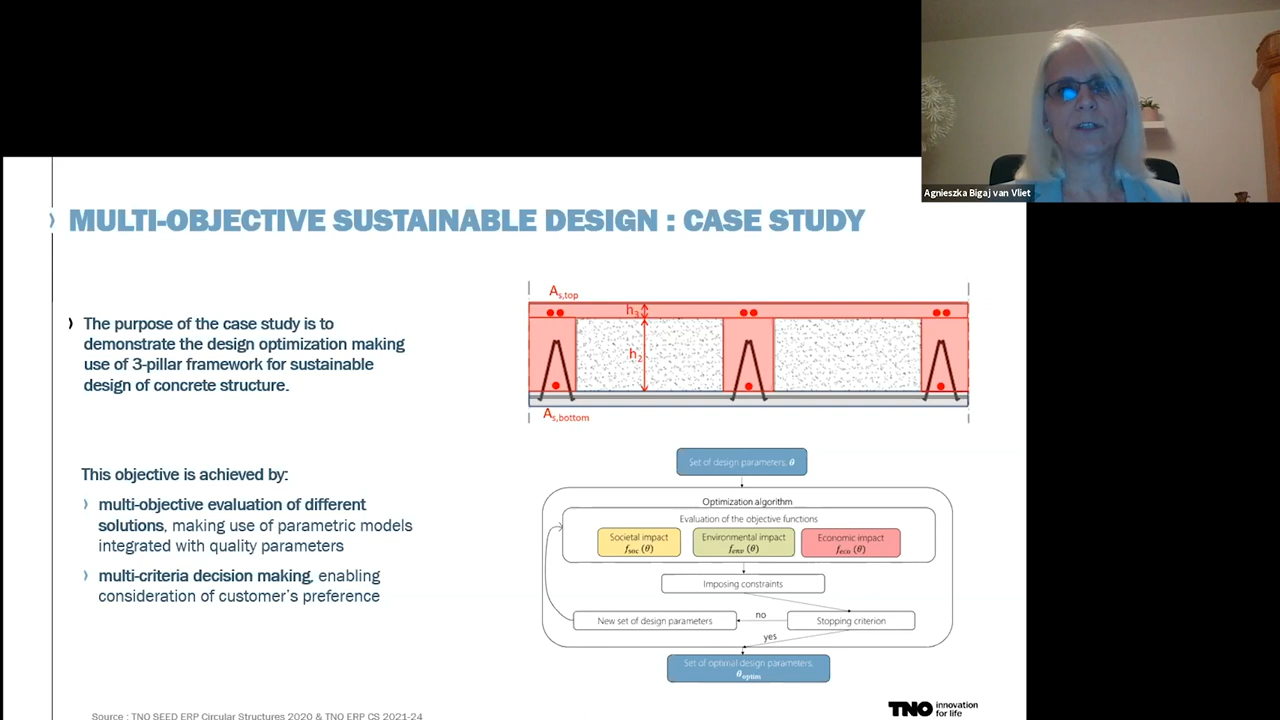 Agnieszka Bigaj van Vliet
MULTI-OBJECTIVE SUSTAINABLE DESIGN : CASE STUDY
The purpose of the case study is to
demonstrate the design optimization making
use of 3-pillar framework for sustainable
design of concrete structure.
This objective is achieved by:
multi-objective evaluation of different
solutions, making use of parametric models
integrated with quality parameters
multi-criteria decision making, enabling
consideration of customer's preference
As,top
h3
h2
As,bottom
Set of design parameters, θ
Optimization algorithm
Evaluation of the objective functions
Societal impact
fsoc (θ)
Environmental impact
fenv (θ)
Economic impact
feco (θ)
Imposing constraints
New set of design parameters
no
Stopping criterion
yes
Set of optimal design parameters,
θoptim
Source : TNO SEED ERP Circular Structures 2020 & TNO ERP CS 2021-24
TNO innovation
for life